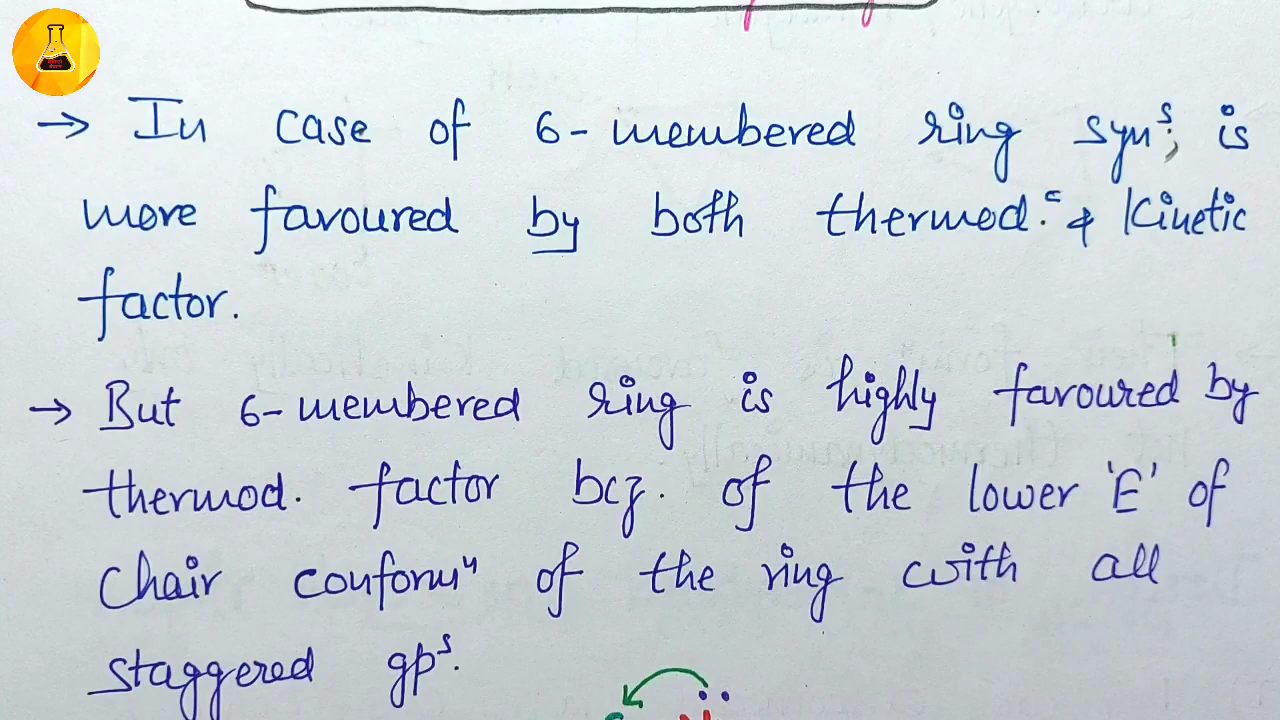 → In case of 6-membered ring synˢ; is
more favoured by both thermod.ᶜ & Kinetic
factor.
→ But 6-membered ring is highly favoured by
thermod. factor bcz. of the lower 'E' of
Chair conformⁿ of the ring with all
staggered gpˢ.